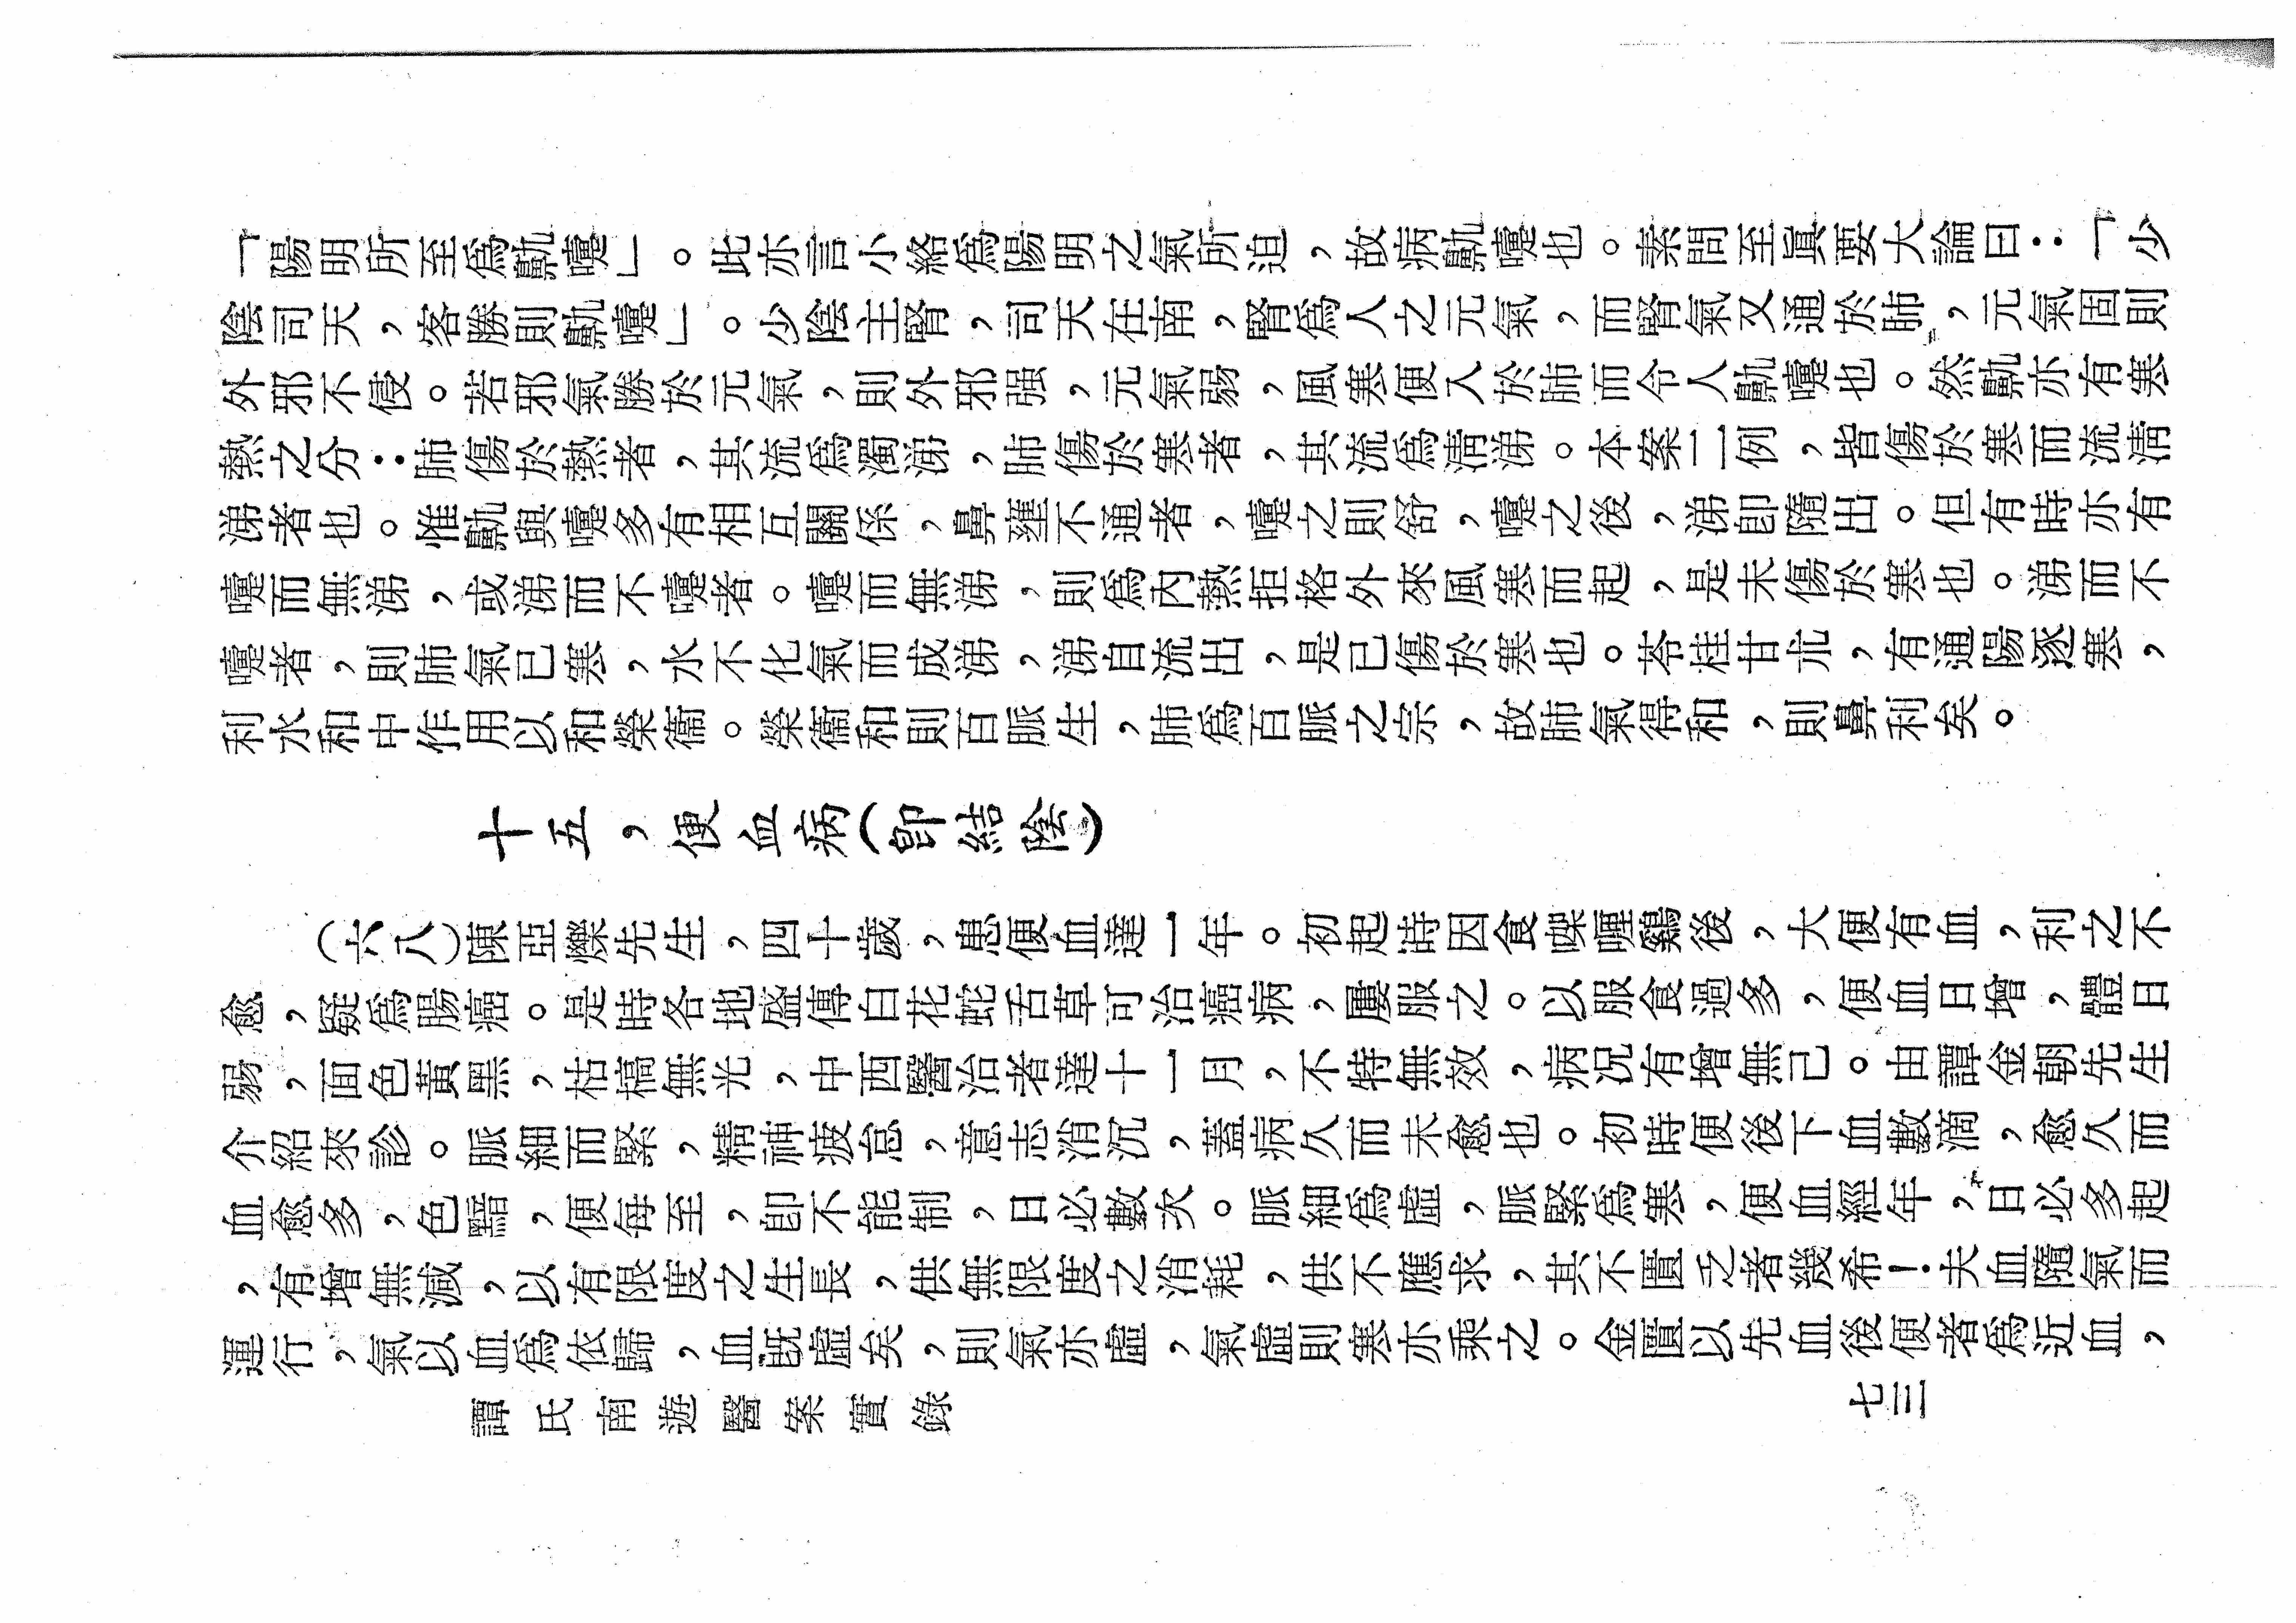 「陽明所至爲鼽嚏」。此亦言小絡爲陽明之氣所迫，故病鼽嚏也。素問至眞要大論曰：「少
陰司天，客勝則鼽嚏」。少陰主腎，司天在南，腎爲人之元氣，而腎氣又通於肺，元氣固則
外邪不侵。若邪氣勝於元氣，則外邪强，元氣弱，風寒便入於肺而令人鼽嚏也。然鼽亦有寒
熱之分：肺傷於熱者，其流爲濁涕，肺傷於寒者，其流爲淸涕。本案二例，皆傷於寒而流淸
涕者也。惟鼽與嚏多有相互關係，鼻壅不通者，嚏之則舒，嚏之後，涕卽隨出。但有時亦有
嚏而無涕，或涕而不嚏者。嚏而無涕，則爲內熱拒格外來風寒而起，是未傷於寒也。涕而不
嚏者，則肺氣已寒，水不化氣而成涕，涕自流出，是已傷於寒也。苓桂甘朮，有通陽逐寒，
利水和中作用以和榮衞。榮衞和則百脈生，肺爲百脈之宗，故肺氣得和，則鼻利矣。
十五，便血病（卽結陰）
（六八）陳亞爍先生，四十歲，患便血達一年。初起時因食㗎喱鷄後，大便有血，利之不
愈，疑爲腸癌。是時各地盛傳白花蛇舌草可治癌病，屢服之。以服食過多，便血日增，體日
弱，面色黃黑，枯槁無光，中西醫治者達十一月，不特無效，病況有增無己。由譚金朝先生
介紹來診。脈細而緊，精神疲怠，意志消沉，蓋病久而未愈也。初時便後下血數滴，愈久而
血愈多，色黯，便每至，卽不能制，日必數次。脈細爲虛，脈緊爲寒，便血經年，日必多起
，有增無減，以有限度之生長，供無限度之消耗，供不應求，其不匱乏者幾希！夫血隨氣而
運行，氣以血爲依歸，血旣虛矣，則氣亦虛，氣虛則寒亦乘之。金匱以先血後便者爲近血，
譚氏南遊醫案實錄
七三